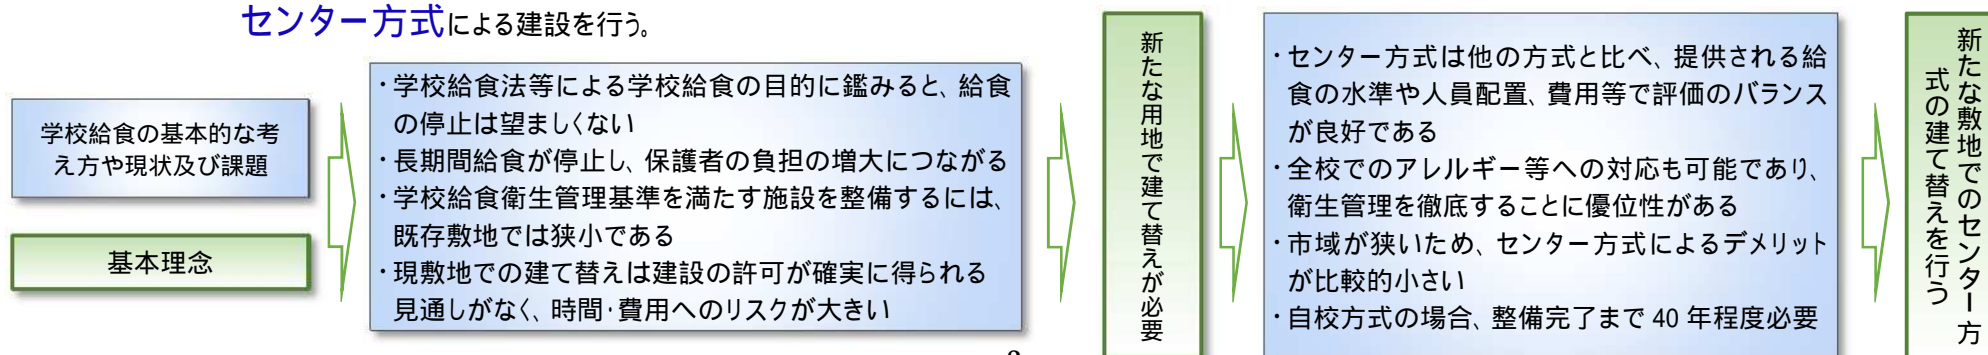 センター方式による建設を行う。
学校給食の基本的な考
え方や現状及び課題
基本理念
・学校給食法等による学校給食の目的に鑑みると、給食
の停止は望ましくない
・長期間給食が停止し、保護者の負担の増大につながる
・学校給食衛生管理基準を満たす施設を整備するには、
既存敷地では狭小である
・現敷地での建て替えは建設の許可が確実に得られる
見通しがなく、時間・費用へのリスクが大きい
新たな用地で建て替えが必要
・センター方式は他の方式と比べ、提供される給
食の水準や人員配置、費用等で評価のバランス
が良好である
・全校でのアレルギー等への対応も可能であり、
衛生管理を徹底することに優位性がある
・市域が狭いため、センター方式によるデメリット
が比較的小さい
・自校方式の場合、整備完了まで 40 年程度必要
新たな敷地でのセンター方
式の建て替えを行う